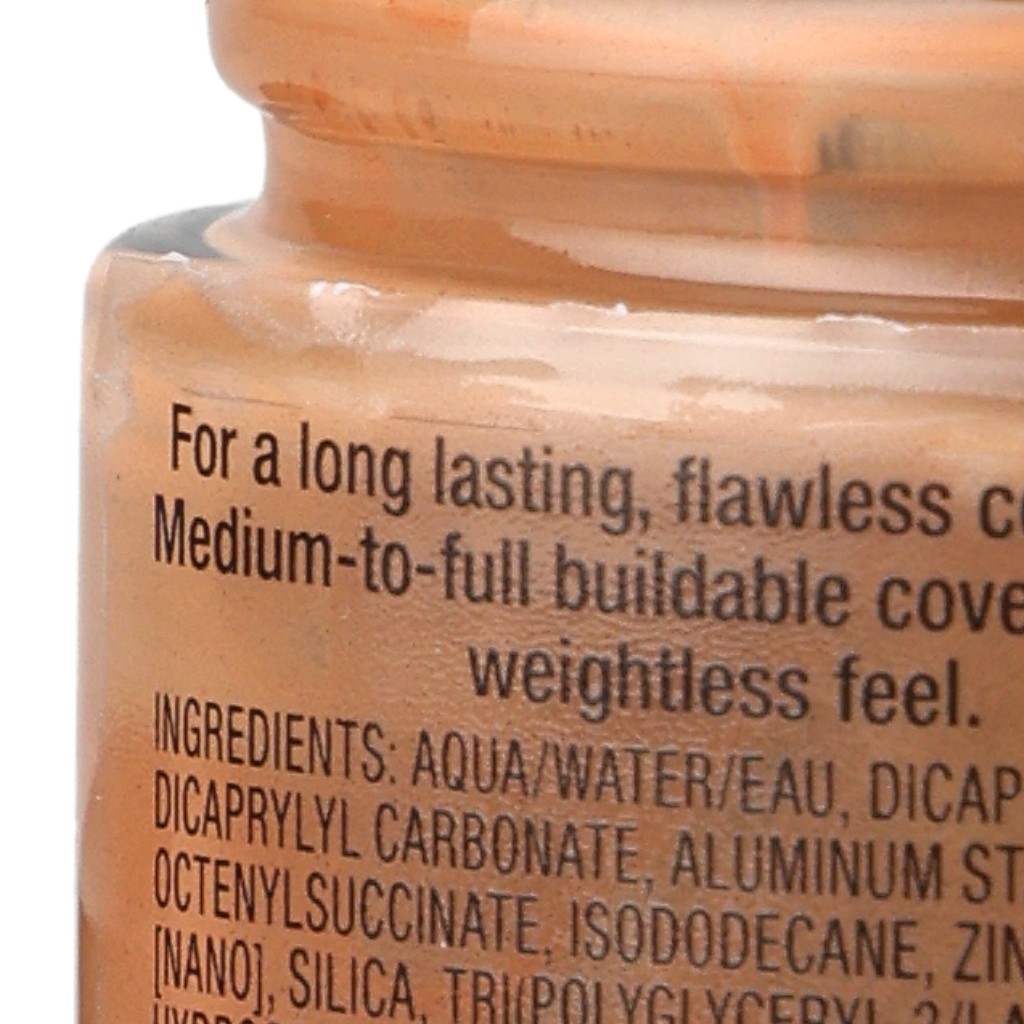 For a long lasting, flawless
Medium-to-full buildable
weightless feel.
INGREDIENTS: AQUA/WATER/EAU,
DICAPRYLYL CARBONATE, ALUMINUM
OCTENYLSUCCINATE, ISODODECANE,
[NANO], SILICA,